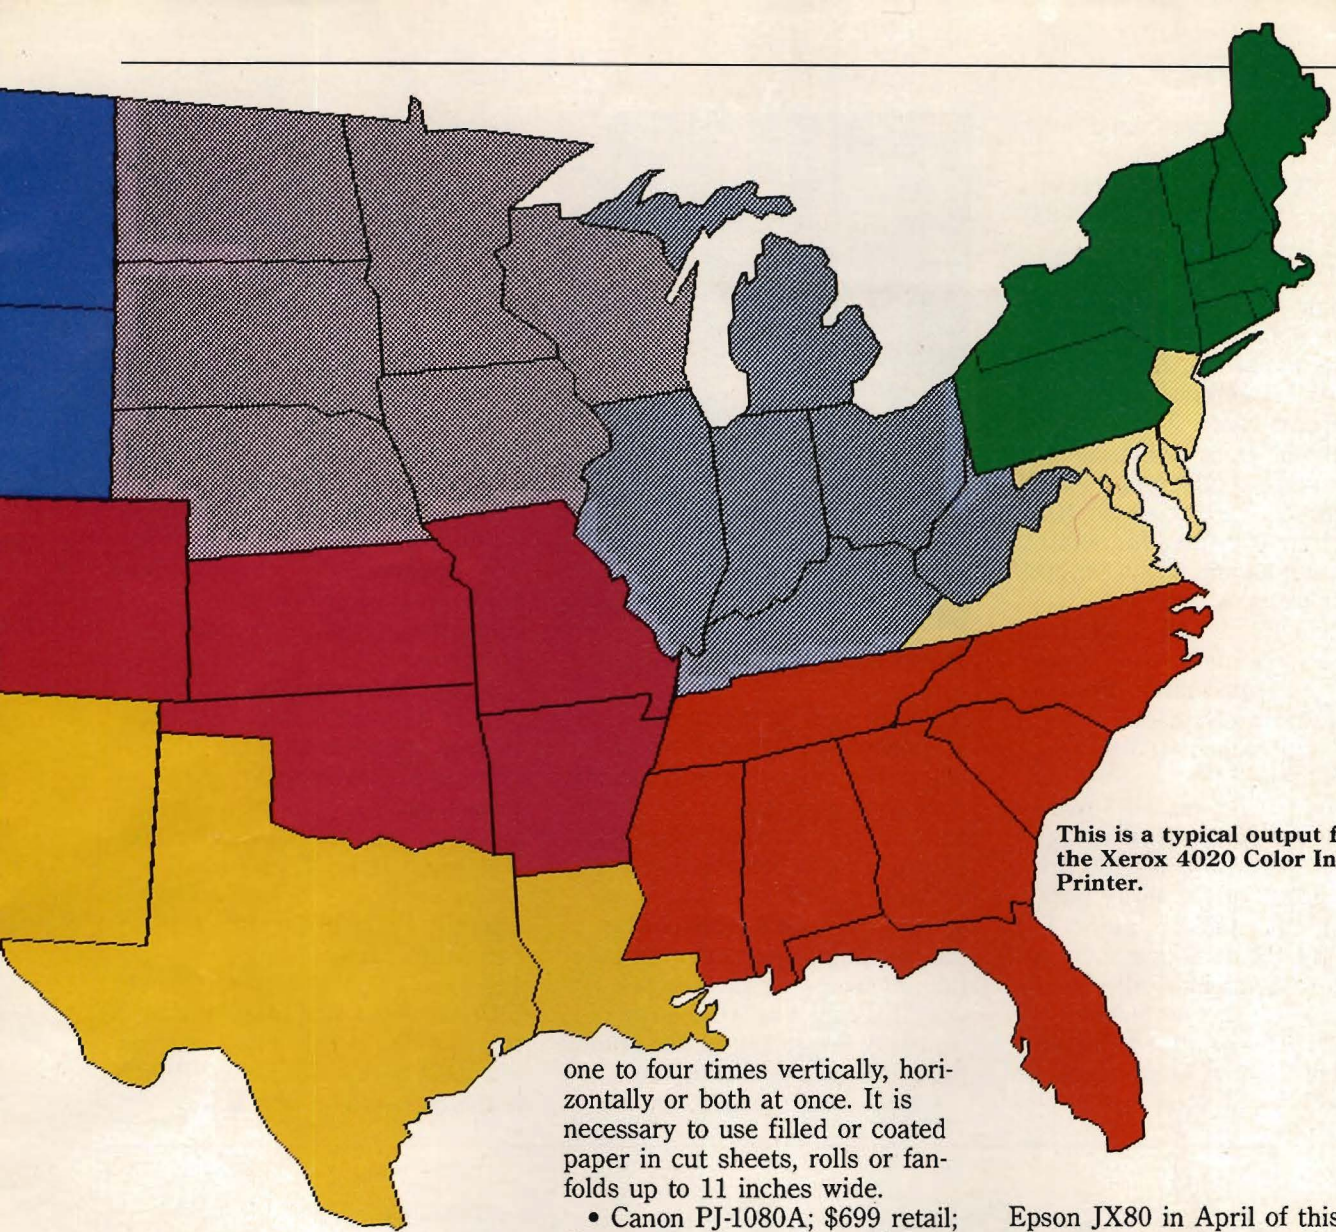 This is a typical output f
the Xerox 4020 Color In
Printer.
one to four times vertically, hori-
zontally or both at once. It is
necessary to use filled or coated
paper in cut sheets, rolls or fan-
folds up to 11 inches wide.
• Canon PJ-1080A; $699 retail;
Epson JX80 in April of this